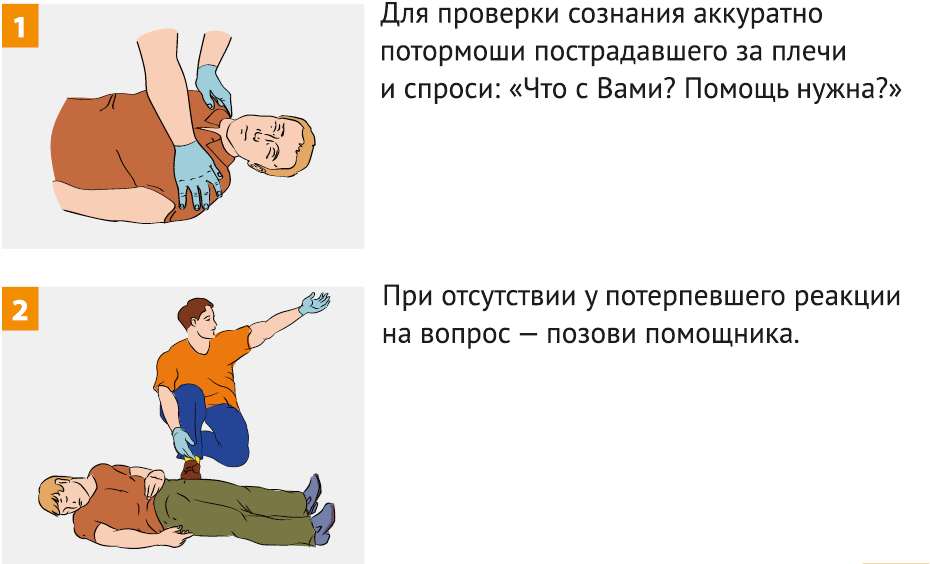 1
Для проверки сознания аккуратно
потормоши пострадавшего за плечи
и спроси: «Что с Вами? Помощь нужна?»
2
При отсутствии у потерпевшего реакции
на вопрос — позови помощника.